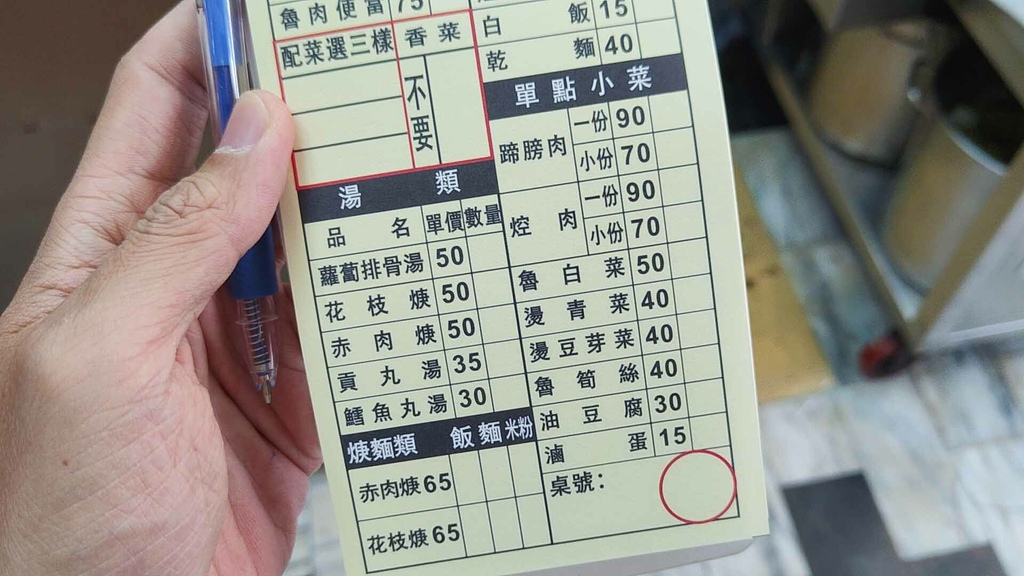 魯肉便當 75
配菜選三樣 香菜
不要
湯類
品名 單價 數量
蘿蔔排骨湯 50
花枝焿 50
赤肉焿 50
貢丸湯 35
鱈魚丸湯 30
焿麵類 飯 麵 米粉
赤肉焿 65
花枝焿 65
白飯 15
乾麵 40
單點小菜
蹄膀肉 一份 90
小份 70
焢肉 一份 90
小份 70
魯白菜 50
燙青菜 40
燙豆芽菜 40
魯筍絲 40
油豆腐 30
滷蛋 15
桌號: